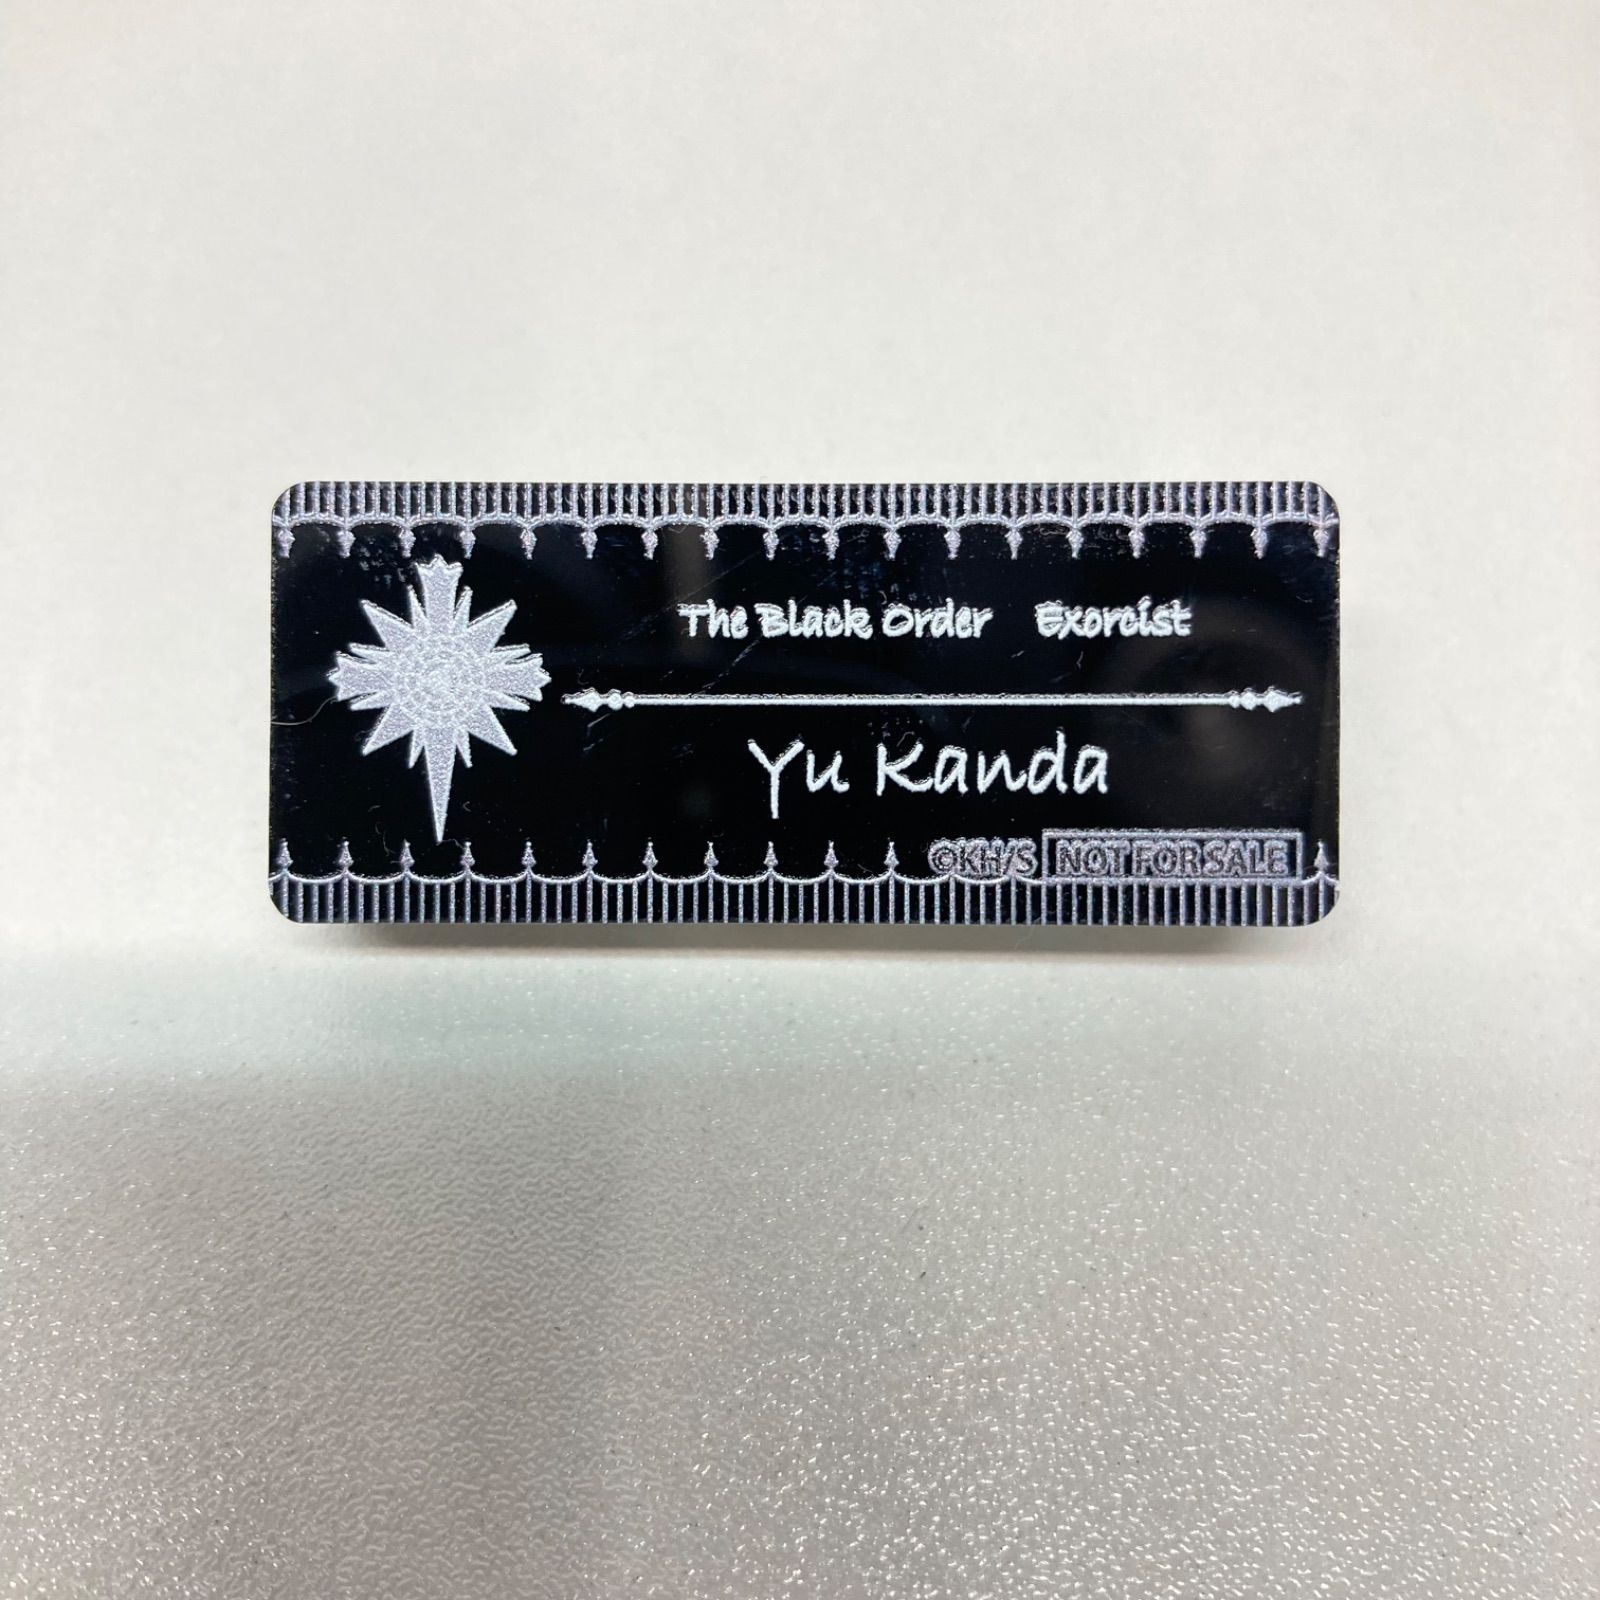 The Black Order Exorcist
Yu Kanda
©KH/S NOT FOR SALE